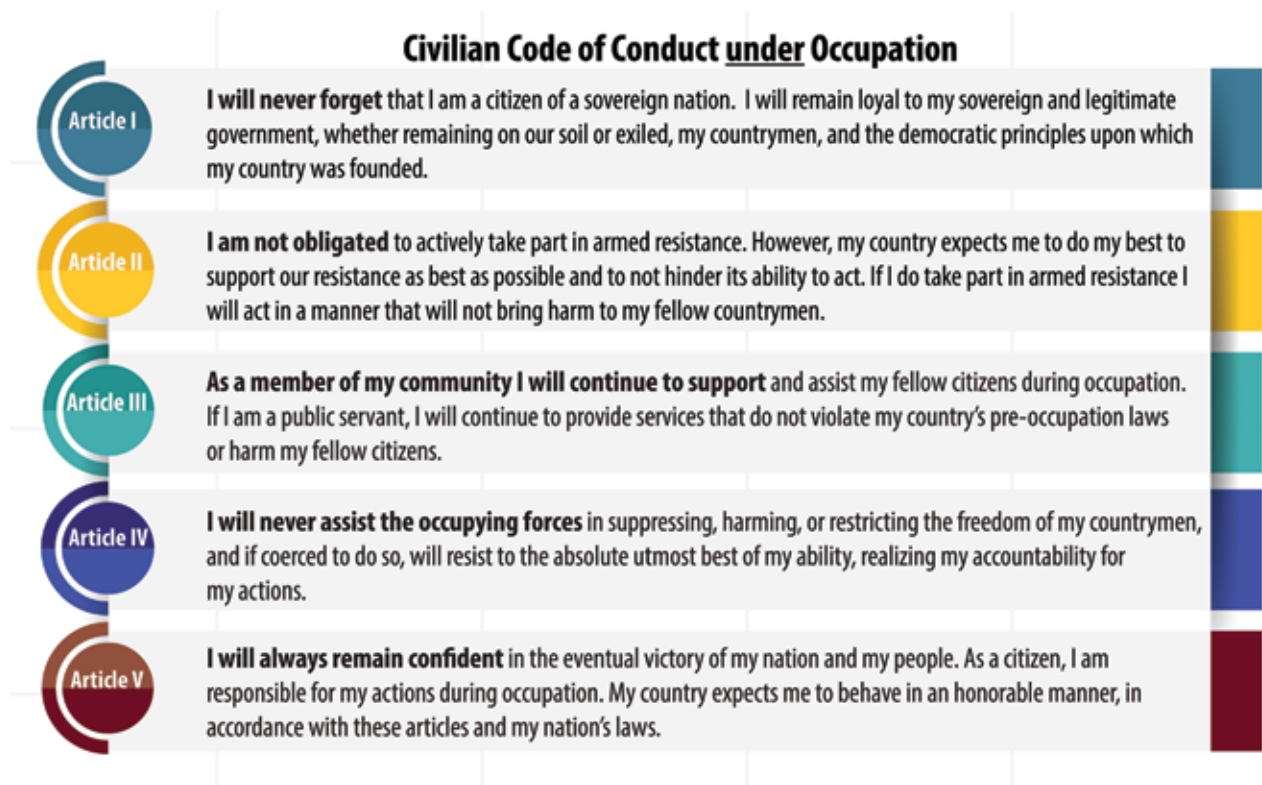 Civilian Code of Conduct under Occupation
Article I
I will never forget that I am a citizen of a sovereign nation.  I will remain loyal to my sovereign and legitimate
government, whether remaining on our soil or exiled, my countrymen, and the democratic principles upon which
my country was founded.
Article II
I am not obligated to actively take part in armed resistance. However, my country expects me to do my best to
support our resistance as best as possible and to not hinder its ability to act. If I do take part in armed resistance I
will act in a manner that will not bring harm to my fellow countrymen.
Article III
As a member of my community I will continue to support and assist my fellow citizens during occupation.
If I am a public servant, I will continue to provide services that do not violate my country's pre-occupation laws
or harm my fellow citizens.
Article IV
I will never assist the occupying forces in suppressing, harming, or restricting the freedom of my countrymen,
and if coerced to do so, will resist to the absolute utmost best of my ability, realizing my accountability for
my actions.
Article V
I will always remain confident in the eventual victory of my nation and my people. As a citizen, I am
responsible for my actions during occupation. My country expects me to behave in an honorable manner, in
accordance with these articles and my nation's laws.